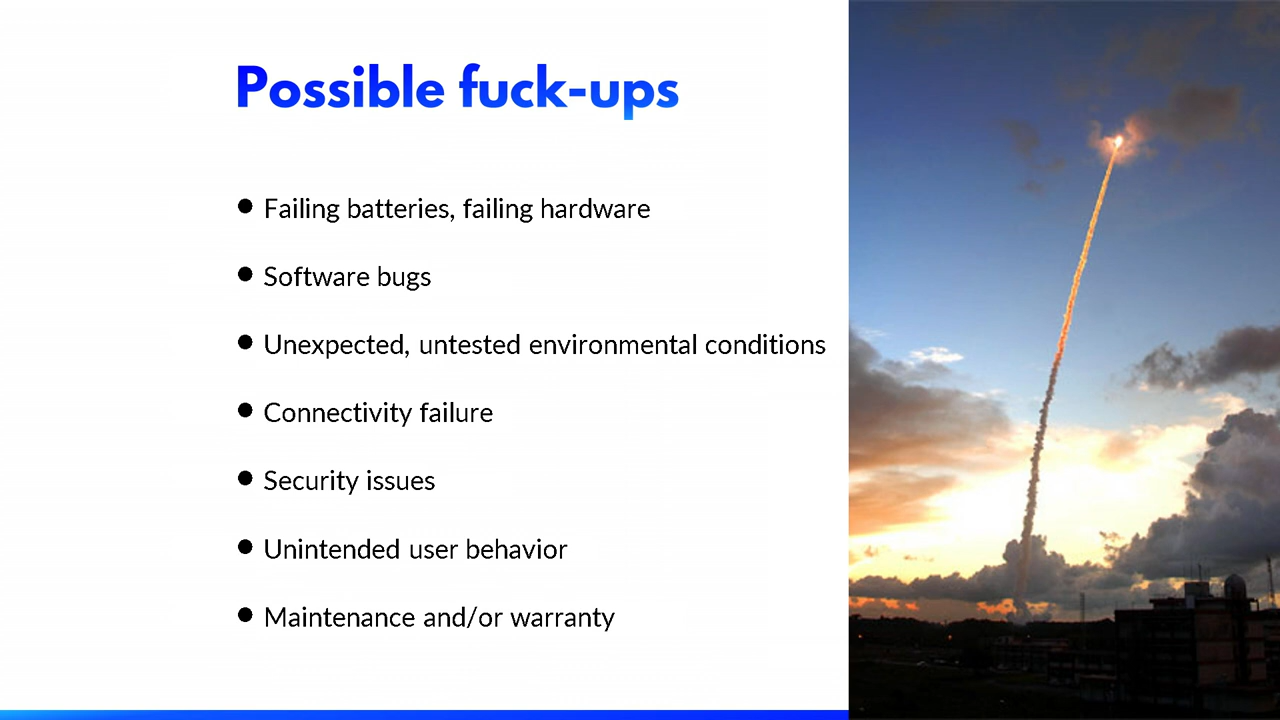 Possible fuck-ups
● Failing batteries, failing hardware
● Software bugs
● Unexpected, untested environmental conditions
● Connectivity failure
● Security issues
● Unintended user behavior
● Maintenance and/or warranty